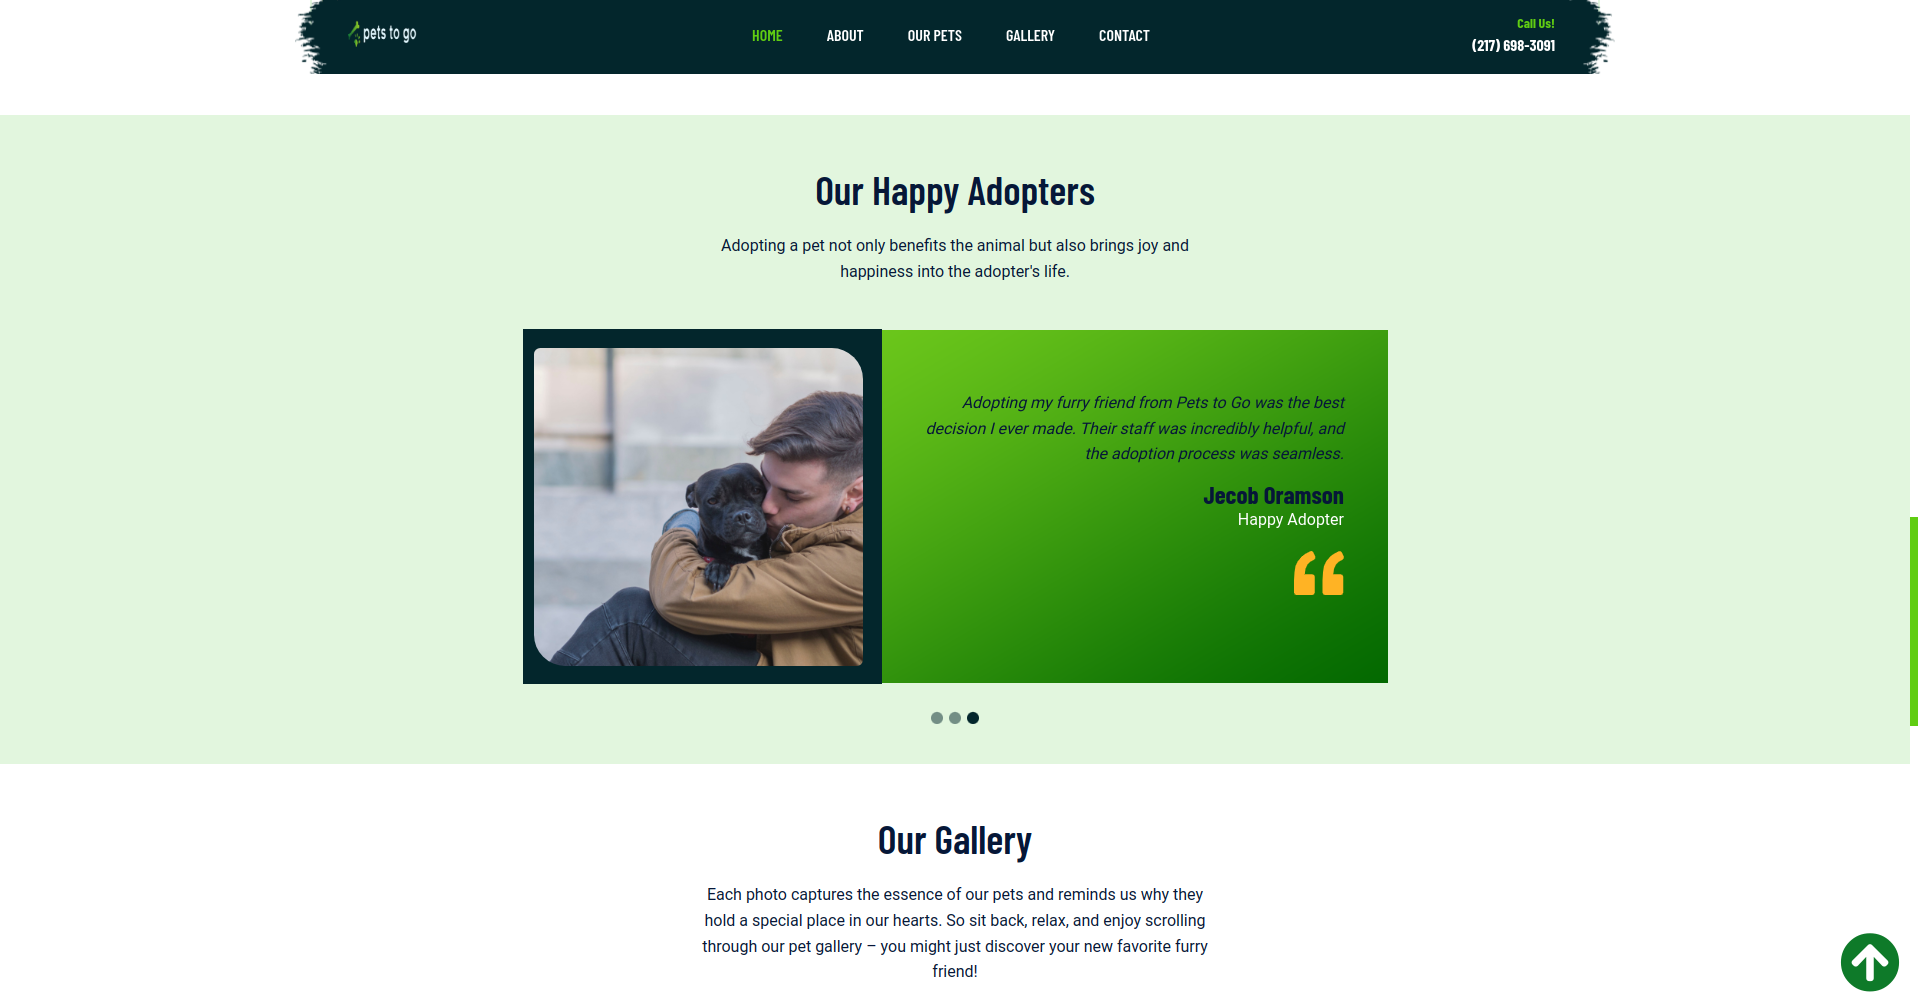 pets to go
HOME
ABOUT
OUR PETS
GALLERY
CONTACT
Call Us!
(217) 698-3091
Our Happy Adopters
Adopting a pet not only benefits the animal but also brings joy and
happiness into the adopter's life.
Adopting my furry friend from Pets to Go was the best
decision I ever made. Their staff was incredibly helpful, and
the adoption process was seamless.
Jecob Oramson
Happy Adopter
Our Gallery
Each photo captures the essence of our pets and reminds us why they
hold a special place in our hearts. So sit back, relax, and enjoy scrolling
through our pet gallery – you might just discover your new favorite furry
friend!